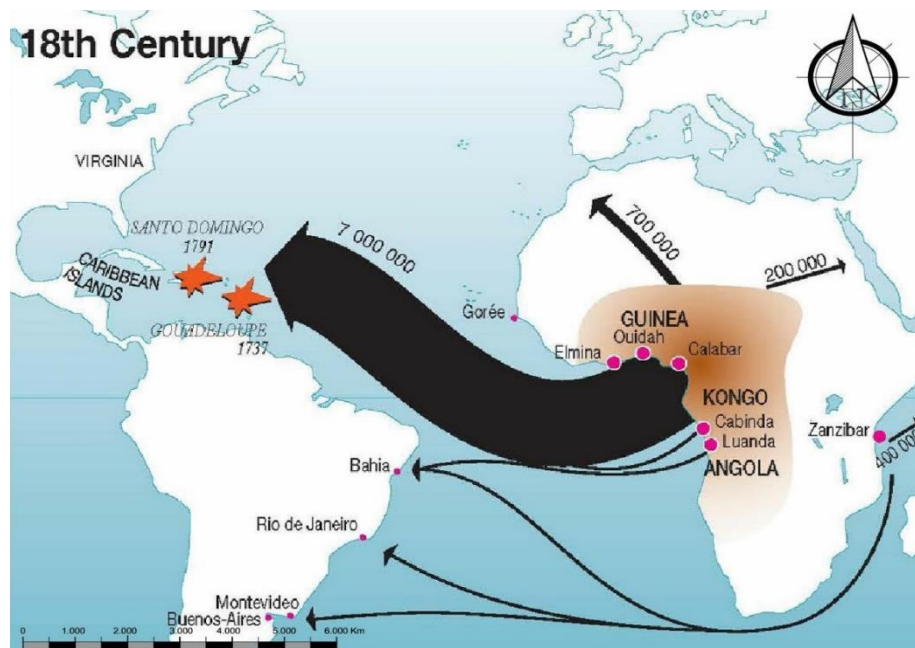 18th Century
N
VIRGINIA
SANTO DOMINGO
1791
CARIBBEAN
ISLANDS
GOUADELOUPE
1737
7 000 000
700 000
200 000
Gorée
GUINEA
Ouidah
Elmina
Calabar
KONGO
Cabinda
Luanda
ANGOLA
Zanzibar
400 000
Bahia
Rio de Janeiro
Montevideo
Buenos-Aires
0 1.000 2.000 3.000 4.000 5.000 6.000 Km